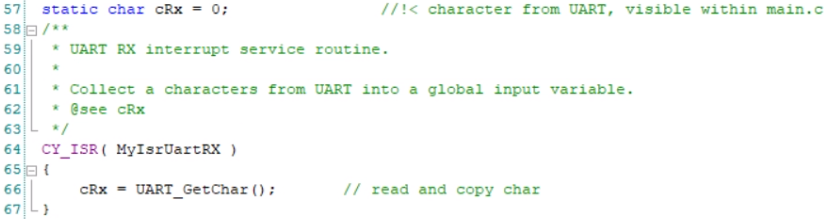 57 static char cRx = 0; //!< character from UART, visible within main.c
58 /**
59 * UART RX interrupt service routine.
60 *
61 * Collect a characters from UART into a global input variable.
62 * @see cRx
63 */
64 CY_ISR( MyIsrUartRX )
65 {
66 cRx = UART_GetChar(); // read and copy char
67 }